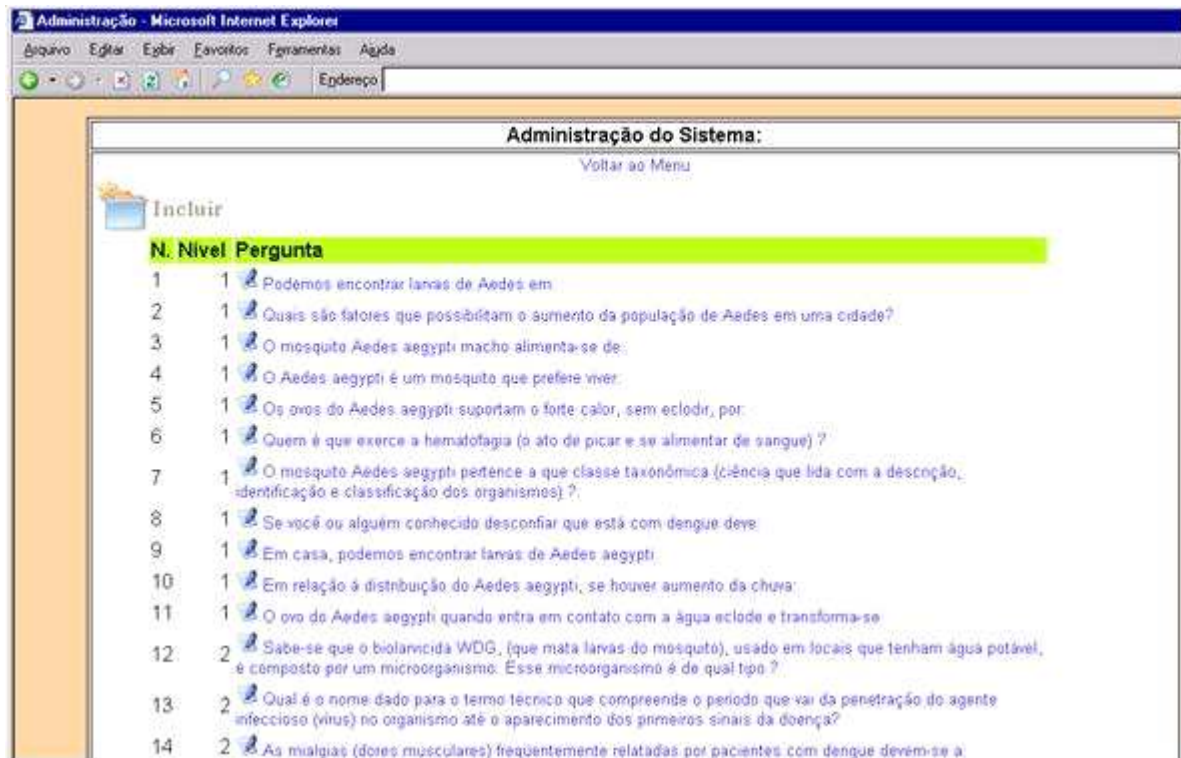 Administração - Microsoft Internet Explorer
Arquivo Editar Exibir Favoritos Ferramentas Ajuda
Endereço
Administração do Sistema:
Voltar ao Menu
Incluir
N. Nivel Pergunta
1 1 Podemos encontrar larvas de Aedes em:
2 1 Quais são fatores que possibilitam o aumento da população de Aedes em uma cidade?
3 1 O mosquito Aedes aegypti macho alimenta-se de:
4 1 O Aedes aegypti é um mosquito que prefere viver:
5 1 Os ovos do Aedes aegypti suportam o forte calor, sem eclodir, por:
6 1 Quem é que exerce a hematofagia (o ato de picar e se alimentar de sangue) ?
7 1 O mosquito Aedes aegypti pertence a que classe taxonômica (ciência que lida com a descrição,
identificação e classificação dos organismos) ?:
8 1 Se você ou alguém conhecido desconfiar que está com dengue deve:
9 1 Em casa, podemos encontrar larvas de Aedes aegypti:
10 1 Em relação à distribuição do Aedes aegypti, se houver aumento da chuva:
11 1 O ovo do Aedes aegypti quando entra em contato com a água eclode e transforma-se
12 2 Sabe-se que o biolarvicida WDG, (que mata larvas do mosquito), usado em locais que tenham água potável,
é composto por um microorganismo. Esse microorganismo é de qual tipo ?
13 2 Qual é o nome dado para o termo técnico que compreende o período que vai da penetração do agente
infeccioso (vírus) no organismo até o aparecimento dos primeiros sinais da doença?
14 2 As mialgias (dores musculares) freqüentemente relatadas por pacientes com dengue devem-se a